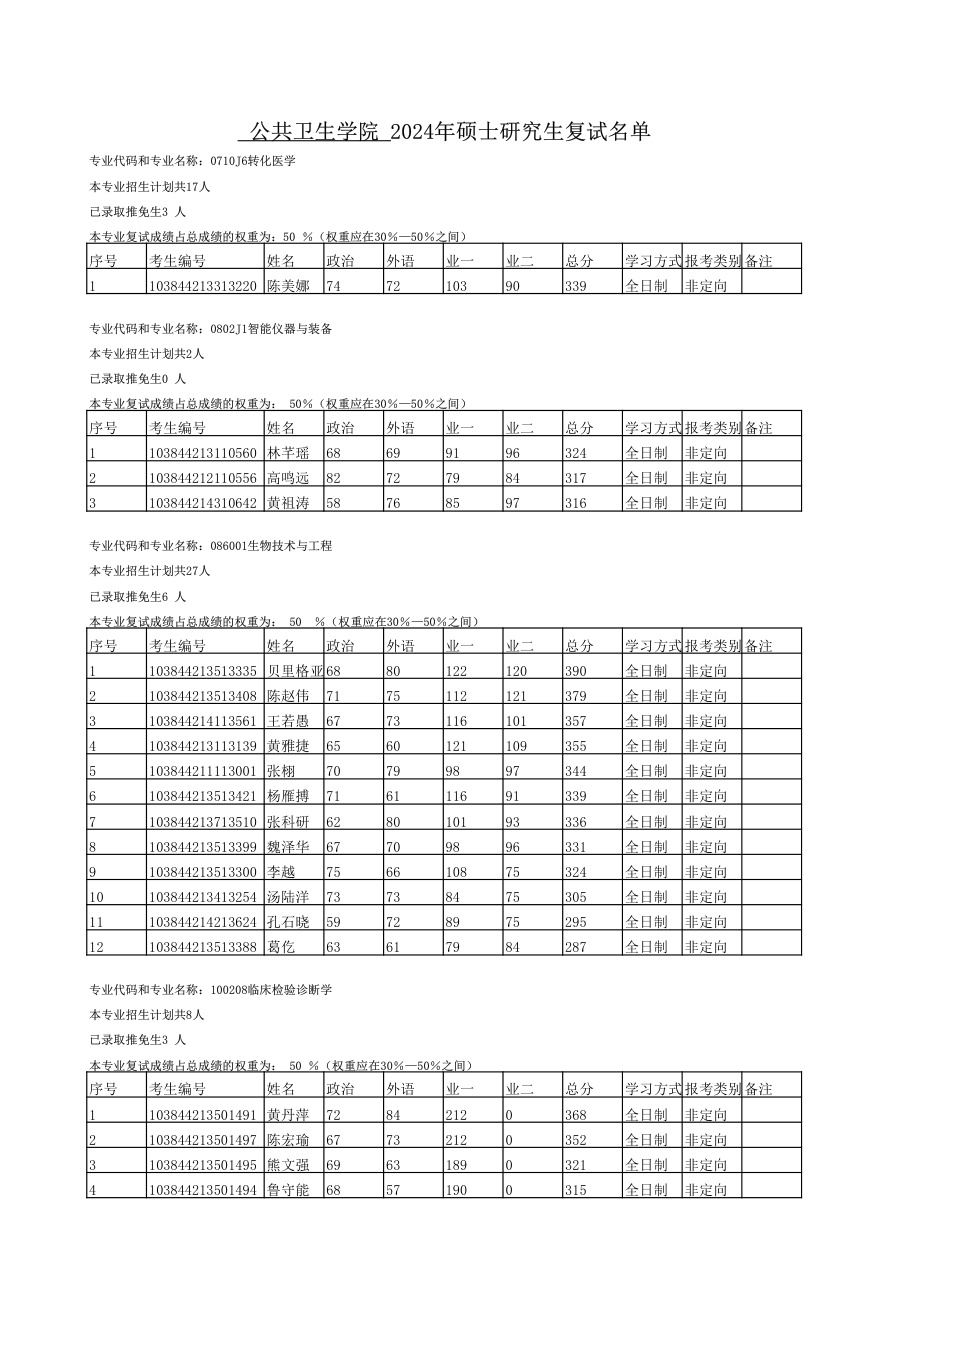 公共卫生学院 2024年硕士研究生复试名单
专业代码和专业名称：0710J6转化医学
本专业招生计划共17人
已录取推免生3 人
本专业复试成绩占总成绩的权重为：50 %（权重应在30%—50%之间）
序号 考生编号 姓名 政治 外语 业一 业二 总分 学习方式 报考类别 备注
1 103844213313220 陈美娜 74 72 103 90 339 全日制 非定向
专业代码和专业名称：0802J1智能仪器与装备
本专业招生计划共2人
已录取推免生0 人
本专业复试成绩占总成绩的权重为： 50%（权重应在30%—50%之间）
序号 考生编号 姓名 政治 外语 业一 业二 总分 学习方式 报考类别 备注
1 103844213110560 林芊瑶 68 69 91 96 324 全日制 非定向
2 103844212110556 高鸣远 82 72 79 84 317 全日制 非定向
3 103844214310642 黄祖涛 58 76 85 97 316 全日制 非定向
专业代码和专业名称：086001生物技术与工程
本专业招生计划共27人
已录取推免生6 人
本专业复试成绩占总成绩的权重为： 50 %（权重应在30%—50%之间）
序号 考生编号 姓名 政治 外语 业一 业二 总分 学习方式 报考类别 备注
1 103844213513335 贝里格亚 68 80 122 120 390 全日制 非定向
2 103844213513408 陈赵伟 71 75 112 121 379 全日制 非定向
3 103844214113561 王若愚 67 73 116 101 357 全日制 非定向
4 103844213113139 黄雅捷 65 60 121 109 355 全日制 非定向
5 103844211113001 张栩 70 79 98 97 344 全日制 非定向
6 103844213513421 杨雁搏 71 61 116 91 339 全日制 非定向
7 103844213713510 张科研 62 80 101 93 336 全日制 非定向
8 103844213513399 魏泽华 67 70 98 96 331 全日制 非定向
9 103844213513300 李越 75 66 108 75 324 全日制 非定向
10 103844213413254 汤陆洋 73 73 84 75 305 全日制 非定向
11 103844214213624 孔石晓 59 72 89 75 295 全日制 非定向
12 103844213513388 葛仡 63 61 79 84 287 全日制 非定向
专业代码和专业名称：100208临床检验诊断学
本专业招生计划共8人
已录取推免生3 人
本专业复试成绩占总成绩的权重为： 50 %（权重应在30%—50%之间）
序号 考生编号 姓名 政治 外语 业一 业二 总分 学习方式 报考类别 备注
1 103844213501491 黄丹萍 72 84 212 0 368 全日制 非定向
2 103844213501497 陈宏瑜 67 73 212 0 352 全日制 非定向
3 103844213501495 熊文强 69 63 189 0 321 全日制 非定向
4 103844213501494 鲁守能 68 57 190 0 315 全日制 非定向